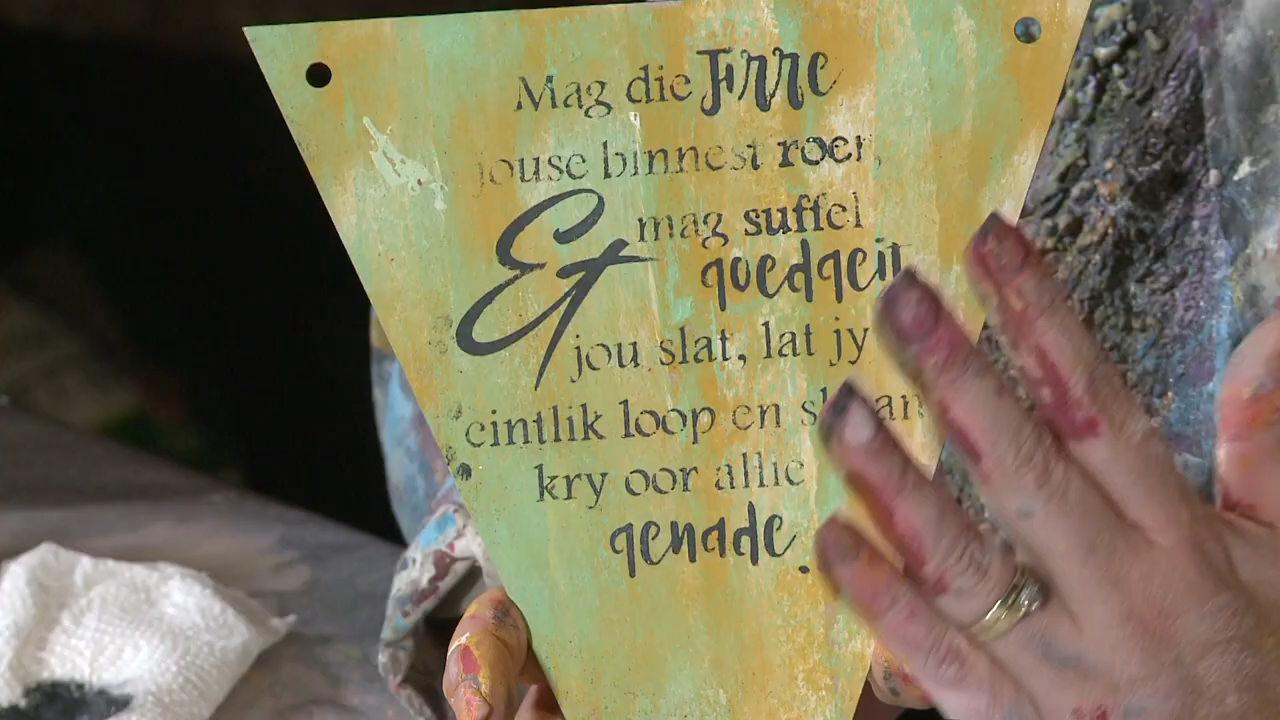 Mag die Erre
jouse binnest roer,
& mag suffel
goedgeit
jou slat, lat jy
eintlik loop en
kry oor allie
genade.